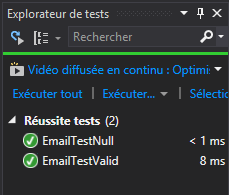 Explorateur de tests
Rechercher
Vidéo diffusée en continu : Optimis
Exécuter tout | Exécuter... | Sélectio
Réussite tests (2)
EmailTestNull < 1 ms
EmailTestValid 8 ms